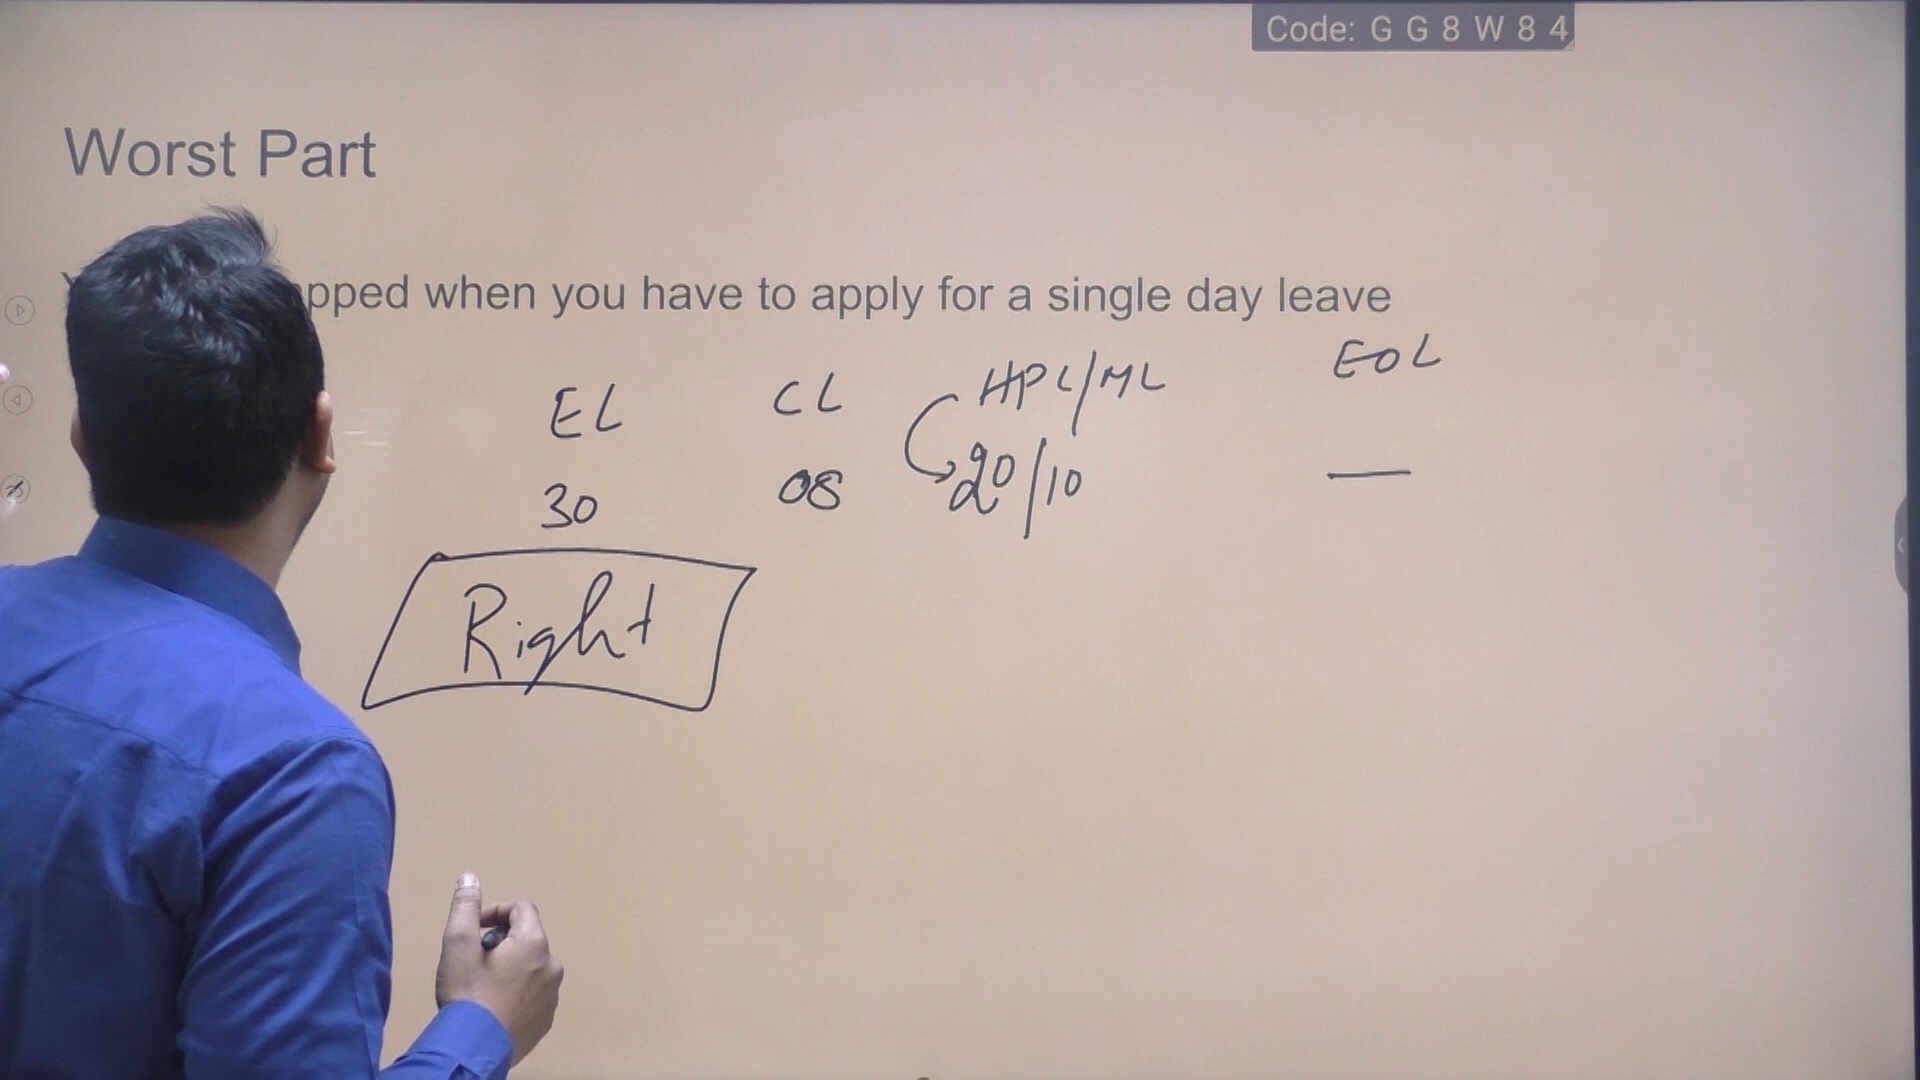 Code: G G 8 W 8 4
Worst Part
when you have to apply for a single day leave
EL CL HPL/ML EOL
30 08 20/10 —
Right